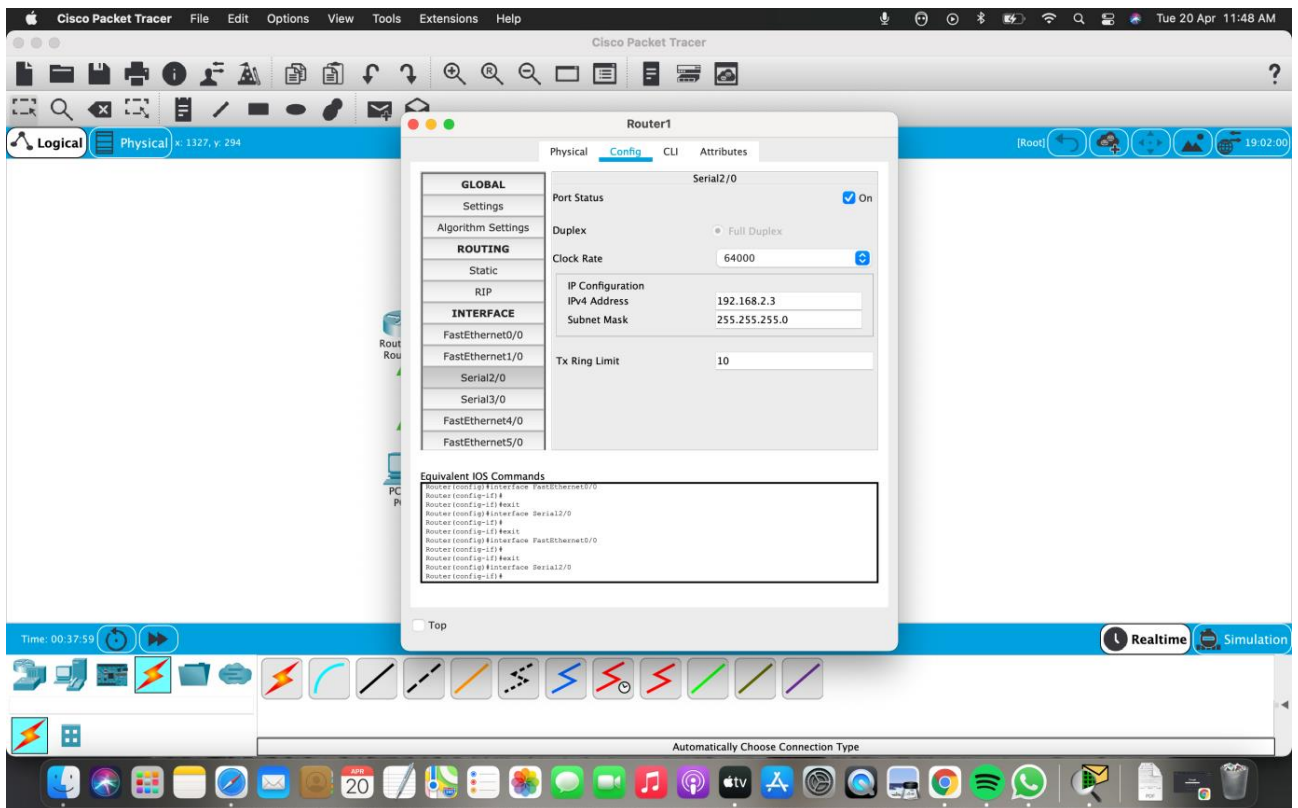 Cisco Packet Tracer File Edit Options View Tools Extensions Help Tue 20 Apr 11:48 AM
Cisco Packet Tracer
?
Logical Physical x: 1327, y: 294 [Root] 19:02:00
Router1
Physical Config CLI Attributes
GLOBAL
Settings
Algorithm Settings
ROUTING
Static
RIP
INTERFACE
FastEthernet0/0
FastEthernet1/0
Serial2/0
Serial3/0
FastEthernet4/0
FastEthernet5/0
Serial2/0
Port Status On
Duplex Full Duplex
Clock Rate 64000
IP Configuration
IPv4 Address 192.168.2.3
Subnet Mask 255.255.255.0
Tx Ring Limit 10
Rout
Rou
PC
Equivalent IOS Commands
Router(config)#interface FastEthernet0/0
Router(config-if)#
Router(config-if)#exit
Router(config)#interface Serial2/0
Router(config-if)#
Router(config-if)#exit
Router(config)#interface FastEthernet0/0
Router(config-if)#
Router(config-if)#exit
Router(config)#interface Serial2/0
Router(config-if)#
Top
Time: 00:37:59 Realtime Simulation
Automatically Choose Connection Type
APR
20
tv